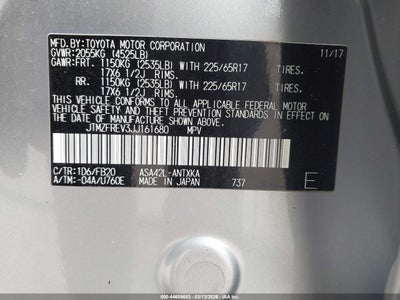 MFD.BY:TOYOTA MOTOR CORPORATION 11/17
GVWR:2055KG (4525LB)
GAWR:FRT 1150KG (2535LB) WITH 225/65R17 TIRES,
17X6 1/2J RIMS,
RR 1150KG (2535LB) WITH 225/65R17 TIRES,
17X6 1/2J RIMS,
THIS VEHICLE CONFORMS TO ALL APPLICABLE FEDERAL MOTOR
VEHICLE SAFETY STANDARDS IN EFFECT ON THE DATE
OF MANUFACTURE SHOWN ABOVE.
JTMZFREV3JJ161680 MPV
C/TR:1D6/FB20 ASA42L-ANTXKA
A/TM:-04A/U760E MADE IN JAPAN 737 E